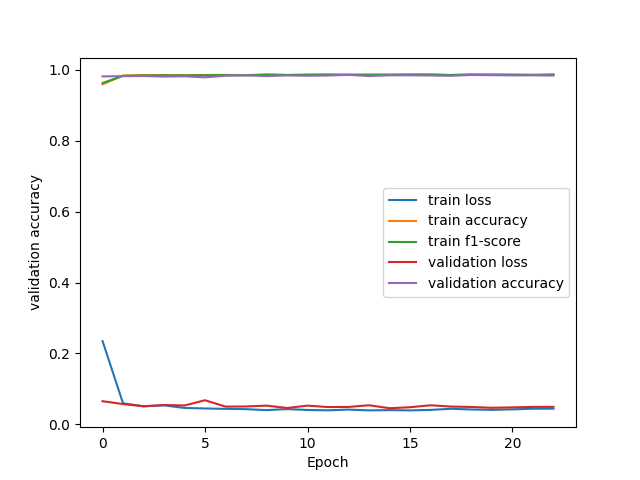 1.0
0.8
0.6
0.4
0.2
0.0
validation accuracy
train loss
train accuracy
train f1-score
validation loss
validation accuracy
0 5 10 15 20
Epoch